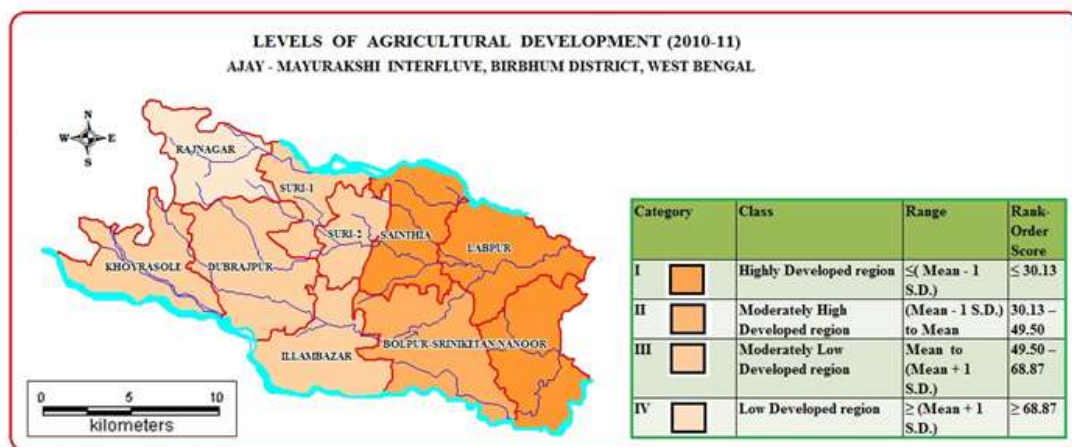 LEVELS OF AGRICULTURAL DEVELOPMENT (2010-11)
AJAY - MAYURAKSHI INTERFLUVE, BIRBHUM DISTRICT, WEST BENGAL
N
W E
S
RAJNAGAR
SURI-1
SURI-2
SAINTHIA
LABPUR
KHOYRASOLE
DUBRAJPUR
ILLAMBAZAR
BOLPUR-SRINIKETAN
NANOOR
0 5 10
kilometers
Category Class Range Rank-
Order
Score
I Highly Developed region ≤( Mean - 1 ≤ 30.13
S.D.)
II Moderately High (Mean - 1 S.D.) 30.13 –
Developed region to Mean 49.50
III Moderately Low Mean to 49.50 –
Developed region (Mean + 1 68.87
S.D.)
IV Low Developed region ≥ (Mean + 1 ≥ 68.87
S.D.)